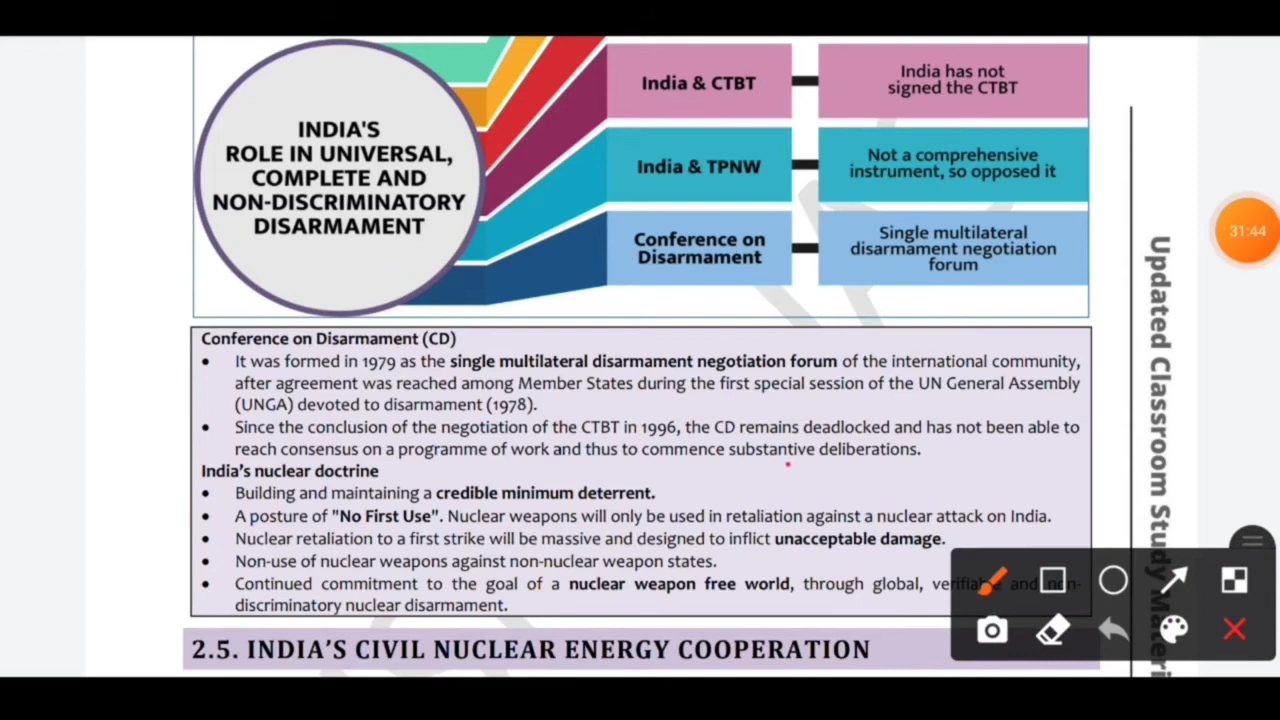 INDIA'S
ROLE IN UNIVERSAL,
COMPLETE AND
NON-DISCRIMINATORY
DISARMAMENT
India & CTBT
India has not
signed the CTBT
India & TPNW
Not a comprehensive
instrument, so opposed it
Conference on
Disarmament
Single multilateral
disarmament negotiation
forum
31:44
Updated Classroom Study
Conference on Disarmament (CD)
• It was formed in 1979 as the single multilateral disarmament negotiation forum of the international community,
after agreement was reached among Member States during the first special session of the UN General Assembly
(UNGA) devoted to disarmament (1978).
• Since the conclusion of the negotiation of the CTBT in 1996, the CD remains deadlocked and has not been able to
reach consensus on a programme of work and thus to commence substantive deliberations.
India's nuclear doctrine
• Building and maintaining a credible minimum deterrent.
• A posture of "No First Use". Nuclear weapons will only be used in retaliation against a nuclear attack on India.
• Nuclear retaliation to a first strike will be massive and designed to inflict unacceptable damage.
• Non-use of nuclear weapons against non-nuclear weapon states.
• Continued commitment to the goal of a nuclear weapon free world, through global, verifiable and non-
discriminatory nuclear disarmament.
2.5. INDIA'S CIVIL NUCLEAR ENERGY COOPERATION